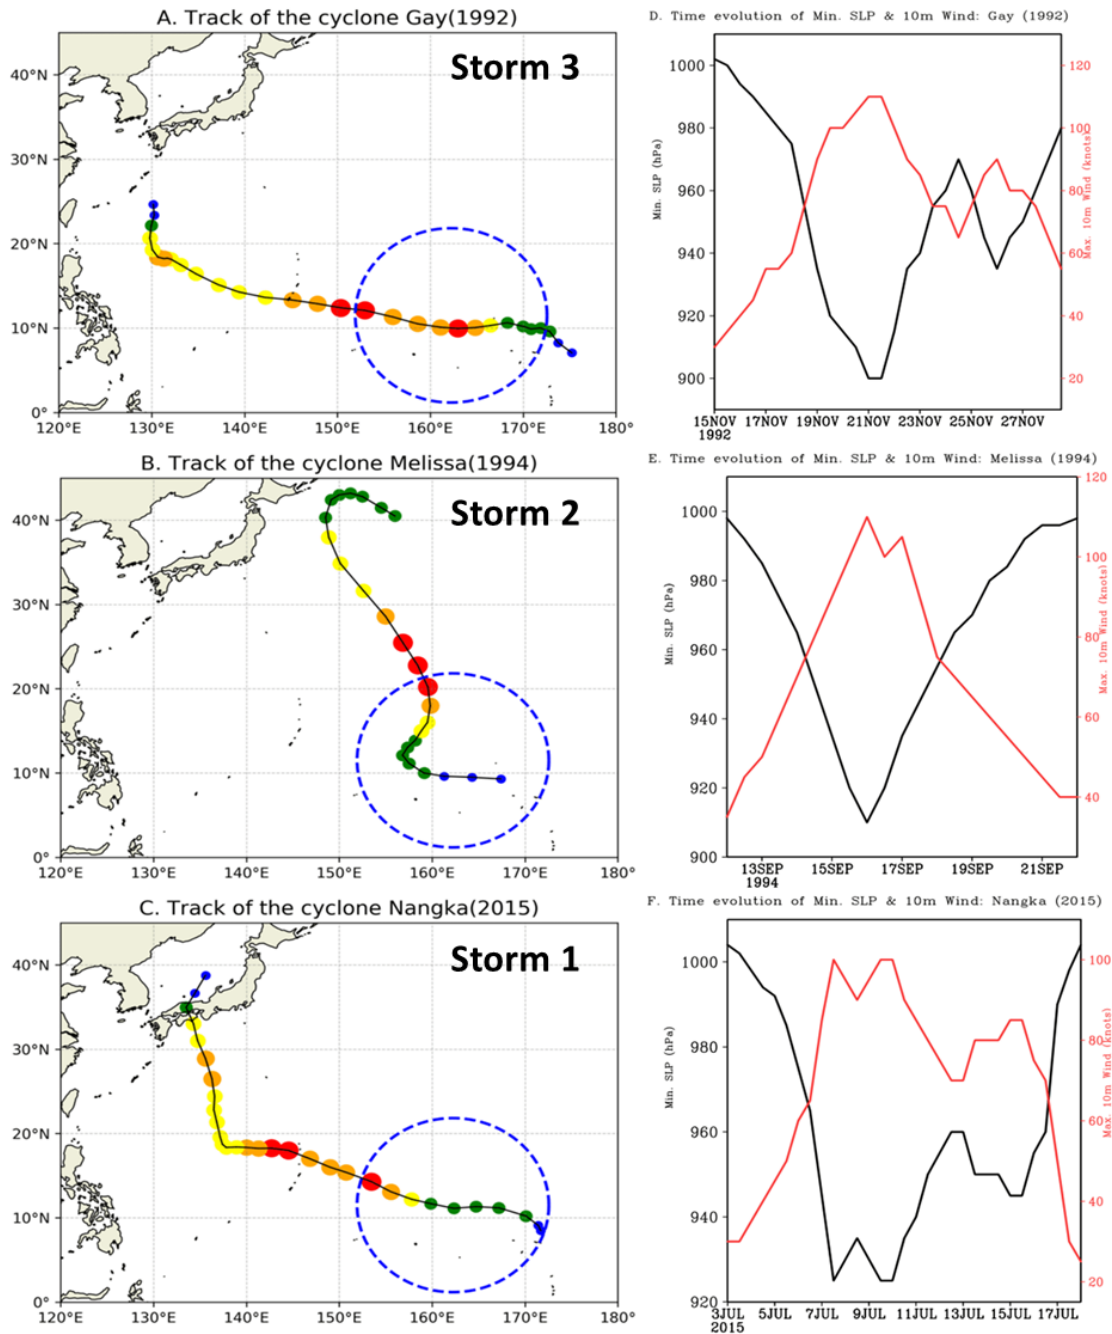 A. Track of the cyclone Gay(1992)
Storm 3
40°N
30°N
20°N
10°N
0°
120°E 130°E 140°E 150°E 160°E 170°E 180°
D. Time evolution of Min. SLP & 10m Wind: Gay (1992)
Min. SLP (hPa)
1000
980
960
940
920
900
120
100
80
60
40
20
Max. 10m Wind (knots)
15NOV 17NOV 19NOV 21NOV 23NOV 25NOV 27NOV
1992
B. Track of the cyclone Melissa(1994)
Storm 2
40°N
30°N
20°N
10°N
0°
120°E 130°E 140°E 150°E 160°E 170°E 180°
E. Time evolution of Min. SLP & 10m Wind: Melissa (1994)
Min. SLP (hPa)
1000
980
960
940
920
900
120
100
80
60
40
Max. 10m Wind (knots)
13SEP 15SEP 17SEP 19SEP 21SEP
1994
C. Track of the cyclone Nangka(2015)
Storm 1
40°N
30°N
20°N
10°N
0°
120°E 130°E 140°E 150°E 160°E 170°E 180°
F. Time evolution of Min. SLP & 10m Wind: Nangka (2015)
Min. SLP (hPa)
1000
980
960
940
920
100
80
60
40
20
Max. 10m Wind (knots)
3JUL 5JUL 7JUL 9JUL 11JUL 13JUL 15JUL 17JUL
2015